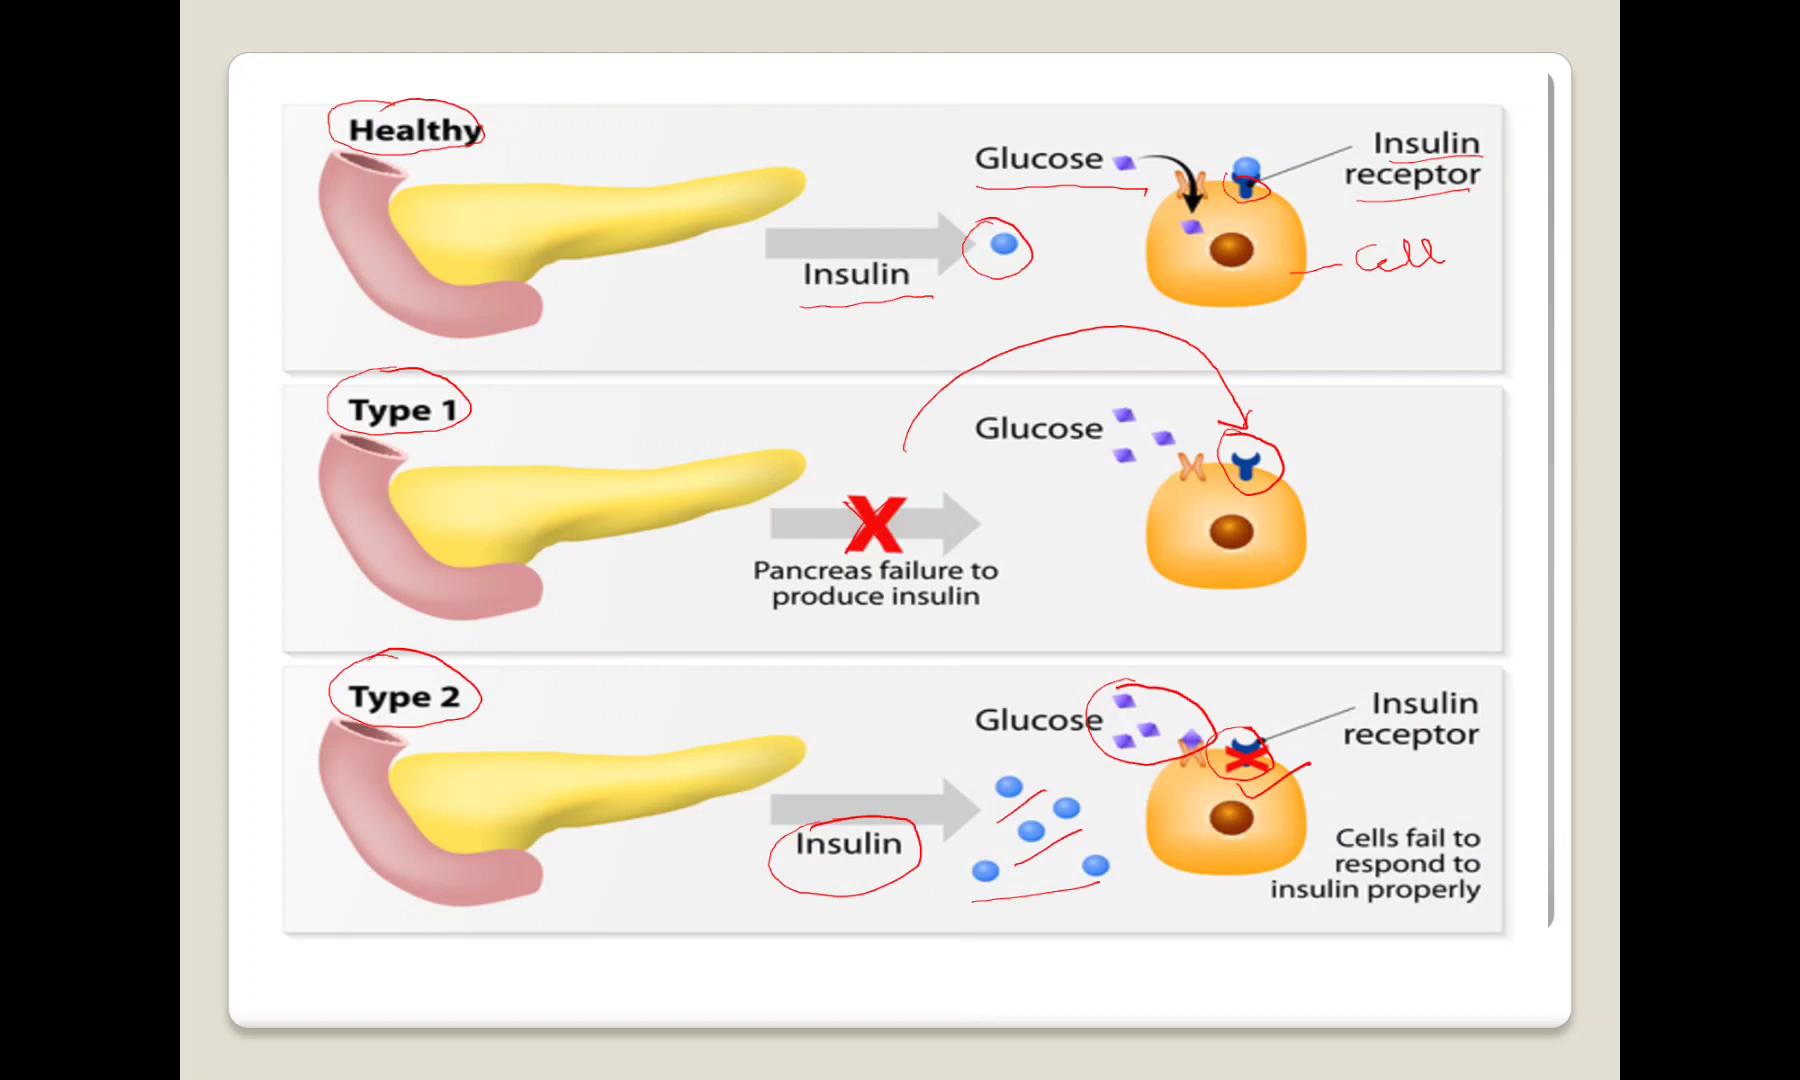 Healthy
Glucose
Insulin
receptor
Insulin
Cell
Type 1
Glucose
Pancreas failure to
produce insulin
Type 2
Glucose
Insulin
receptor
Insulin
Cells fail to
respond to
insulin properly